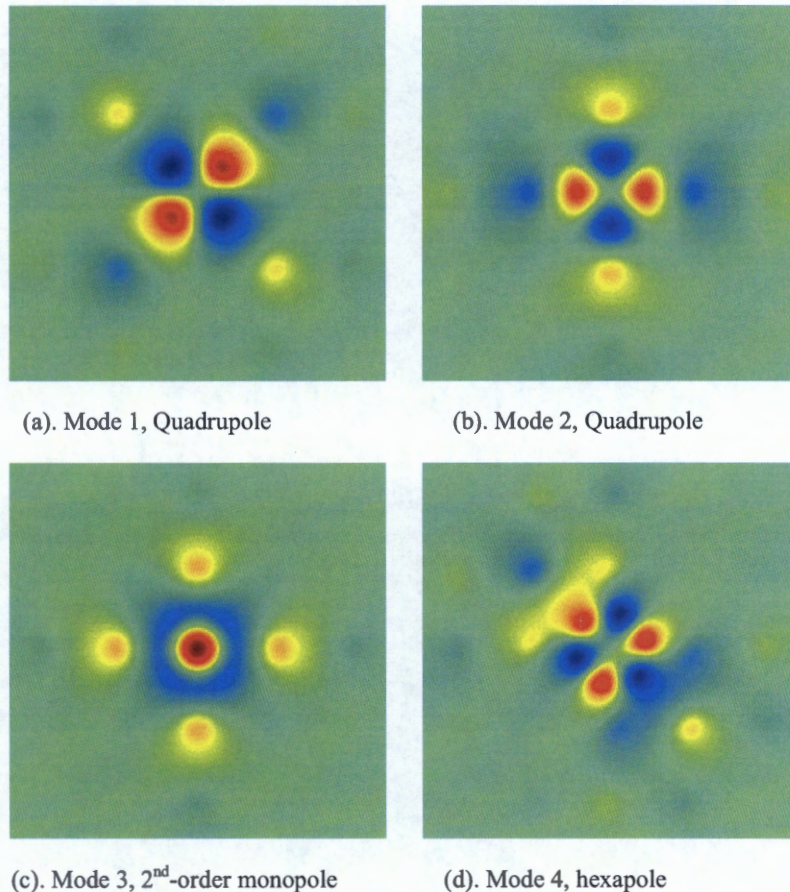 (a). Mode 1, Quadrupole
(b). Mode 2, Quadrupole
(c). Mode 3, 2nd-order monopole
(d). Mode 4, hexapole